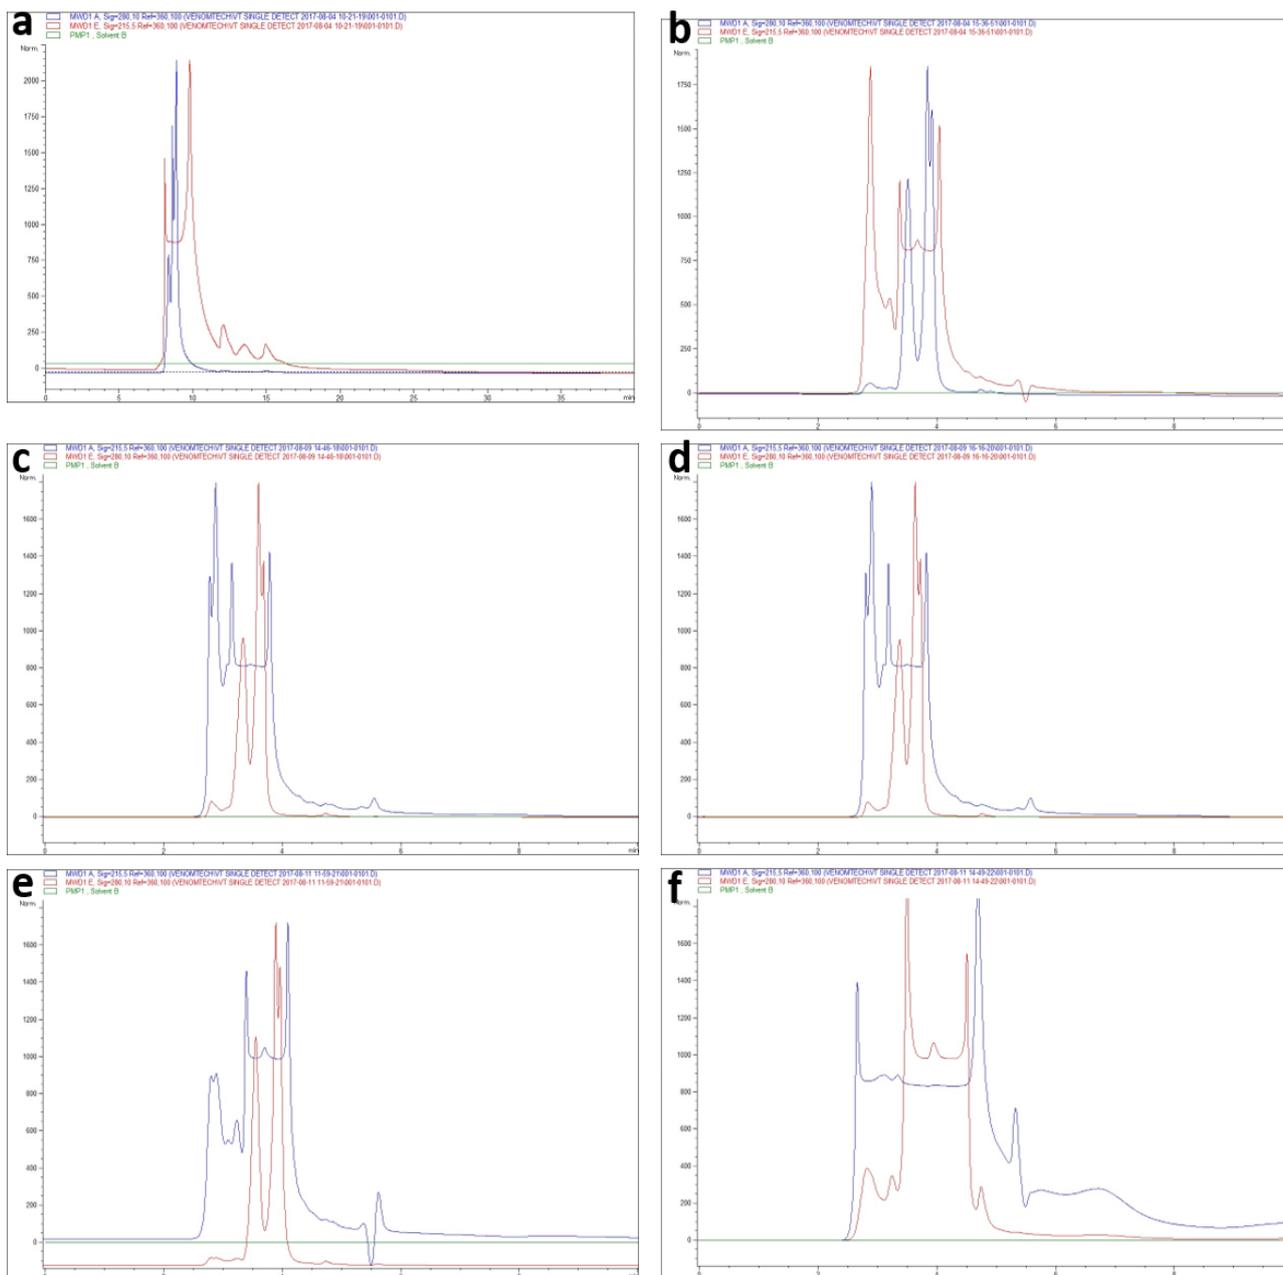 a
MWD1 A, Sig=280,10 Ref=360,100 (VENOMTECH\VT SINGLE DETECT 2017-08-04 10-21-19\001-0101.D)
MWD1 E, Sig=215,5 Ref=360,100 (VENOMTECH\VT SINGLE DETECT 2017-08-04 10-21-19\001-0101.D)
PMP1 , Solvent B
Norm.
2000
1750
1500
1250
1000
750
500
250
0
0 5 10 15 20 25 30 35 min
b
MWD1 A, Sig=280,10 Ref=360,100 (VENOMTECH\VT SINGLE DETECT 2017-08-04 15-36-51\001-0101.D)
MWD1 E, Sig=215,5 Ref=360,100 (VENOMTECH\VT SINGLE DETECT 2017-08-04 15-36-51\001-0101.D)
PMP1 , Solvent B
Norm.
1750
1500
1250
1000
750
500
250
0
0 2 4 6 8
c
MWD1 A, Sig=215,5 Ref=360,100 (VENOMTECH\VT SINGLE DETECT 2017-08-09 14-46-18\001-0101.D)
MWD1 E, Sig=280,10 Ref=360,100 (VENOMTECH\VT SINGLE DETECT 2017-08-09 14-46-18\001-0101.D)
PMP1 , Solvent B
Norm.
1600
1400
1200
1000
800
600
400
200
0
0 2 4 6 8 min
d
MWD1 A, Sig=215,5 Ref=360,100 (VENOMTECH\VT SINGLE DETECT 2017-08-09 16-16-20\001-0101.D)
MWD1 E, Sig=280,10 Ref=360,100 (VENOMTECH\VT SINGLE DETECT 2017-08-09 16-16-20\001-0101.D)
PMP1 , Solvent B
Norm.
1600
1400
1200
1000
800
600
400
200
0
0 2 4 6 8
e
MWD1 A, Sig=215,5 Ref=360,100 (VENOMTECH\VT SINGLE DETECT 2017-08-11 11-59-21\001-0101.D)
MWD1 E, Sig=280,10 Ref=360,100 (VENOMTECH\VT SINGLE DETECT 2017-08-11 11-59-21\001-0101.D)
PMP1 , Solvent B
Norm.
1600
1400
1200
1000
800
600
400
200
0
f
MWD1 A, Sig=215,5 Ref=360,100 (VENOMTECH\VT SINGLE DETECT 2017-08-11 14-49-22\001-0101.D)
MWD1 E, Sig=280,10 Ref=360,100 (VENOMTECH\VT SINGLE DETECT 2017-08-11 14-49-22\001-0101.D)
PMP1 , Solvent B
Norm.
1600
1400
1200
1000
800
600
400
200
0